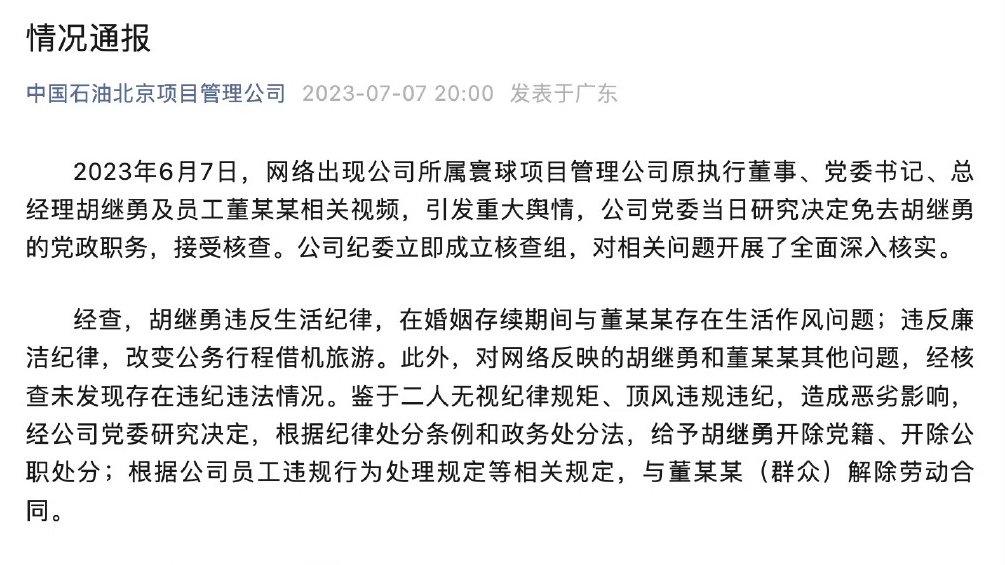 情况通报
中国石油北京项目管理公司 2023-07-07 20:00 发表于广东
2023年6月7日，网络出现公司所属寰球项目管理公司原执行董事、党委书记、总
经理胡继勇及员工董某某相关视频，引发重大舆情，公司党委当日研究决定免去胡继勇
的党政职务，接受核查。公司纪委立即成立核查组，对相关问题开展了全面深入核实。
经查，胡继勇违反生活纪律，在婚姻存续期间与董某某存在生活作风问题；违反廉
洁纪律，改变公务行程借机旅游。此外，对网络反映的胡继勇和董某某其他问题，经核
查未发现存在违纪违法情况。鉴于二人无视纪律规矩、顶风违规违纪，造成恶劣影响，
经公司党委研究决定，根据纪律处分条例和政务处分法，给予胡继勇开除党籍、开除公
职处分；根据公司员工违规行为处理规定等相关规定，与董某某（群众）解除劳动合
同。